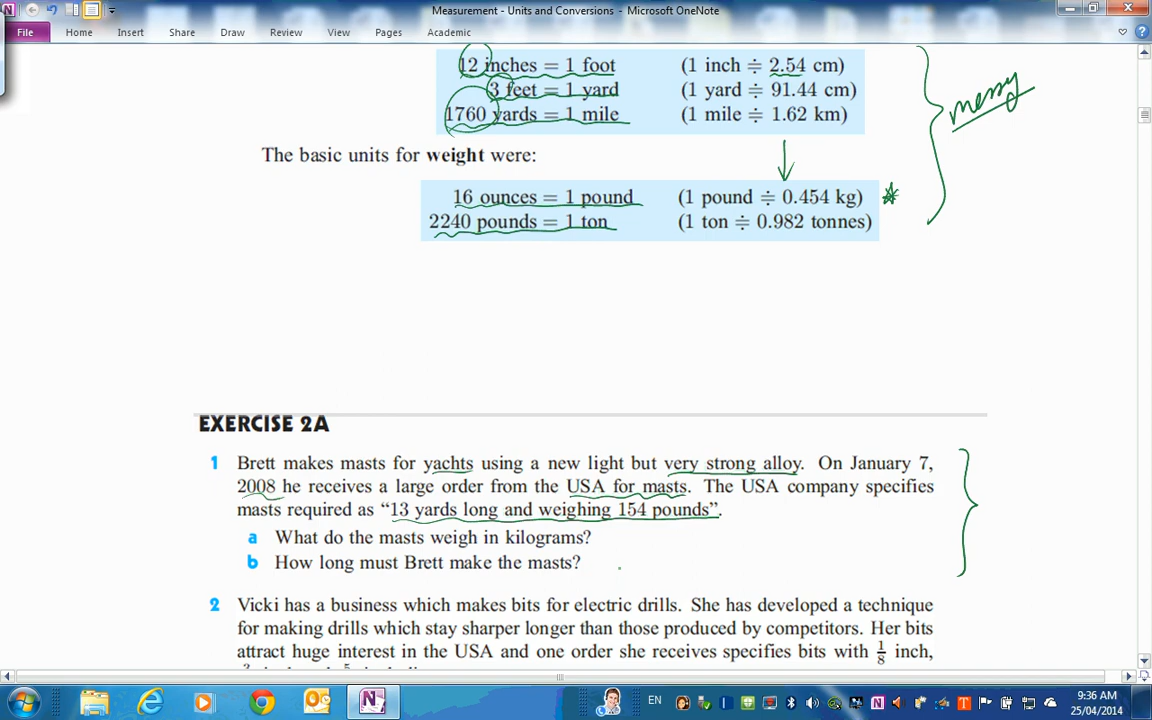 Measurement - Units and Conversions - Microsoft OneNote
File Home Insert Share Draw Review View Pages Academic
12 inches = 1 foot (1 inch ≑ 2.54 cm)
3 feet = 1 yard (1 yard ≑ 91.44 cm)
1760 yards = 1 mile (1 mile ≑ 1.62 km)
messy
The basic units for weight were:
16 ounces = 1 pound (1 pound ≑ 0.454 kg)
2240 pounds = 1 ton (1 ton ≑ 0.982 tonnes)
EXERCISE 2A
1 Brett makes masts for yachts using a new light but very strong alloy. On January 7,
2008 he receives a large order from the USA for masts. The USA company specifies
masts required as “13 yards long and weighing 154 pounds”.
a What do the masts weigh in kilograms?
b How long must Brett make the masts?
2 Vicki has a business which makes bits for electric drills. She has developed a technique
for making drills which stay sharper longer than those produced by competitors. Her bits
attract huge interest in the USA and one order she receives specifies bits with 1/8 inch,
EN
9:36 AM
25/04/2014